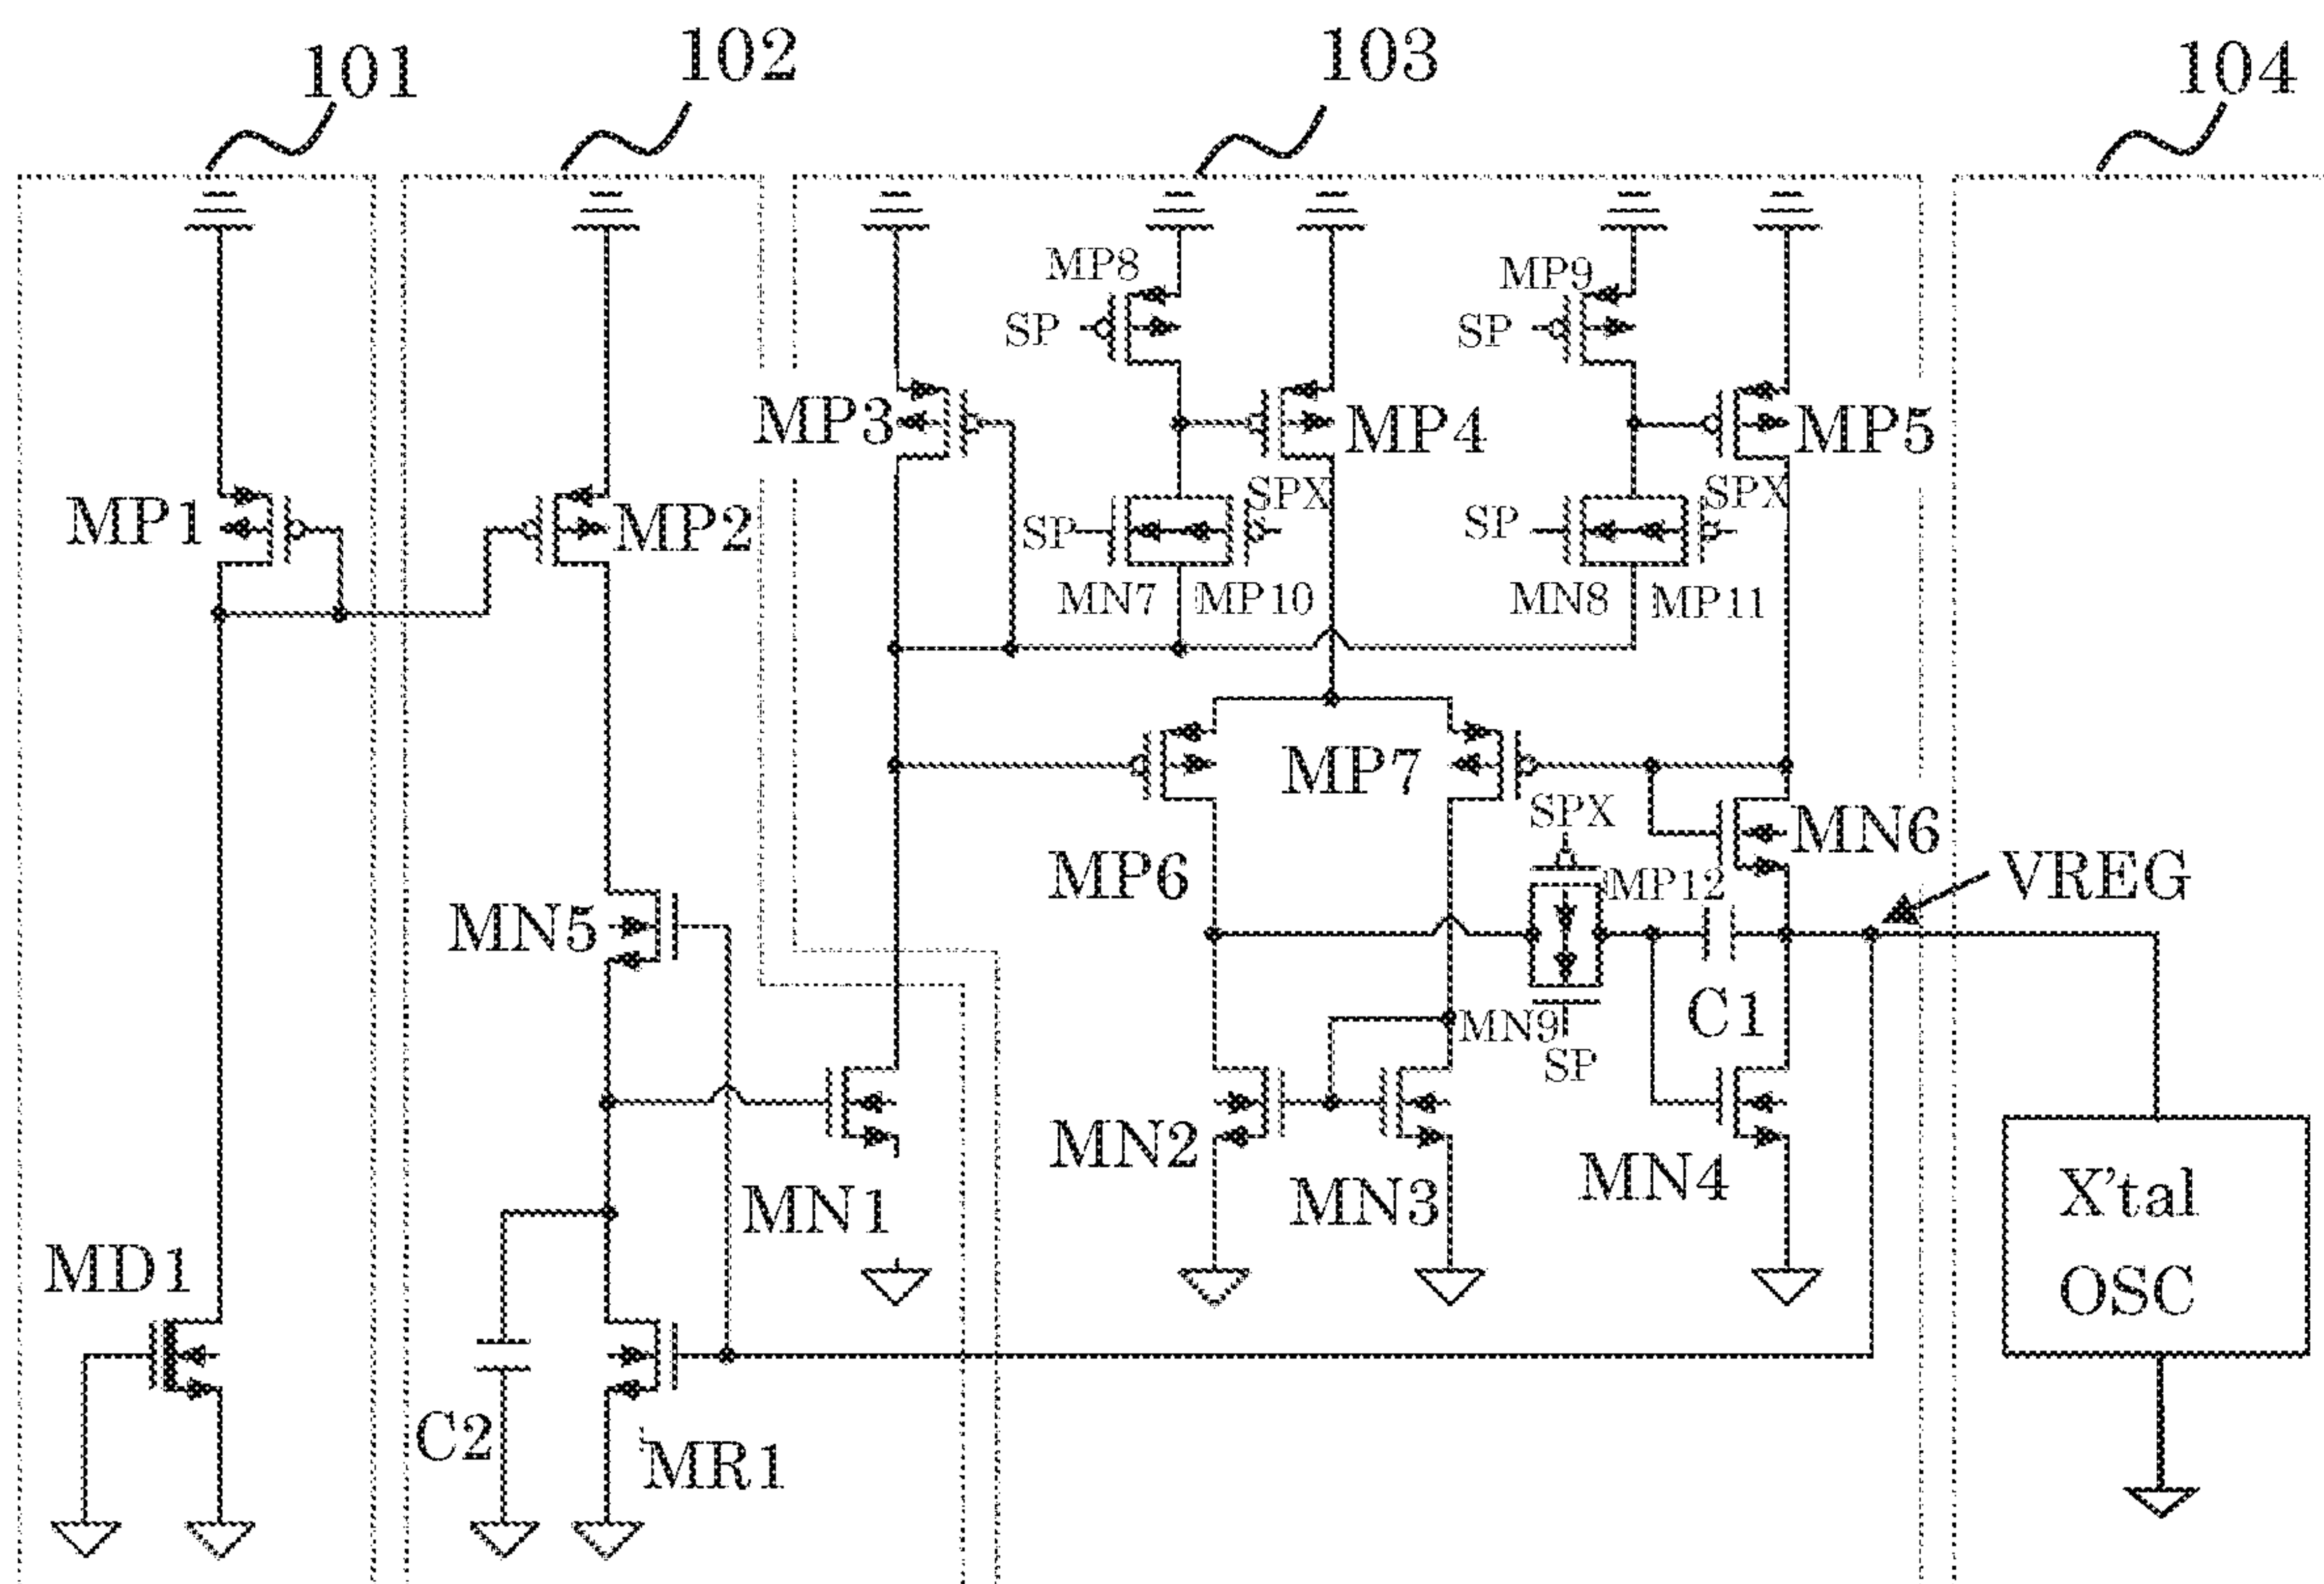 101
102
103
104
MP8
MP9
SP
SP
MP3
MP4
MP5
MP1
MP2
SPX
SPX
SP
SP
MN7
MP10
MN8
MP11
MP7
SPX
MN6
MP6
MP12
VREG
MN5
C1
MN9
SP
MN2
MN1
MN3
MN4
X'tal
OSC
MD1
C2
MR1